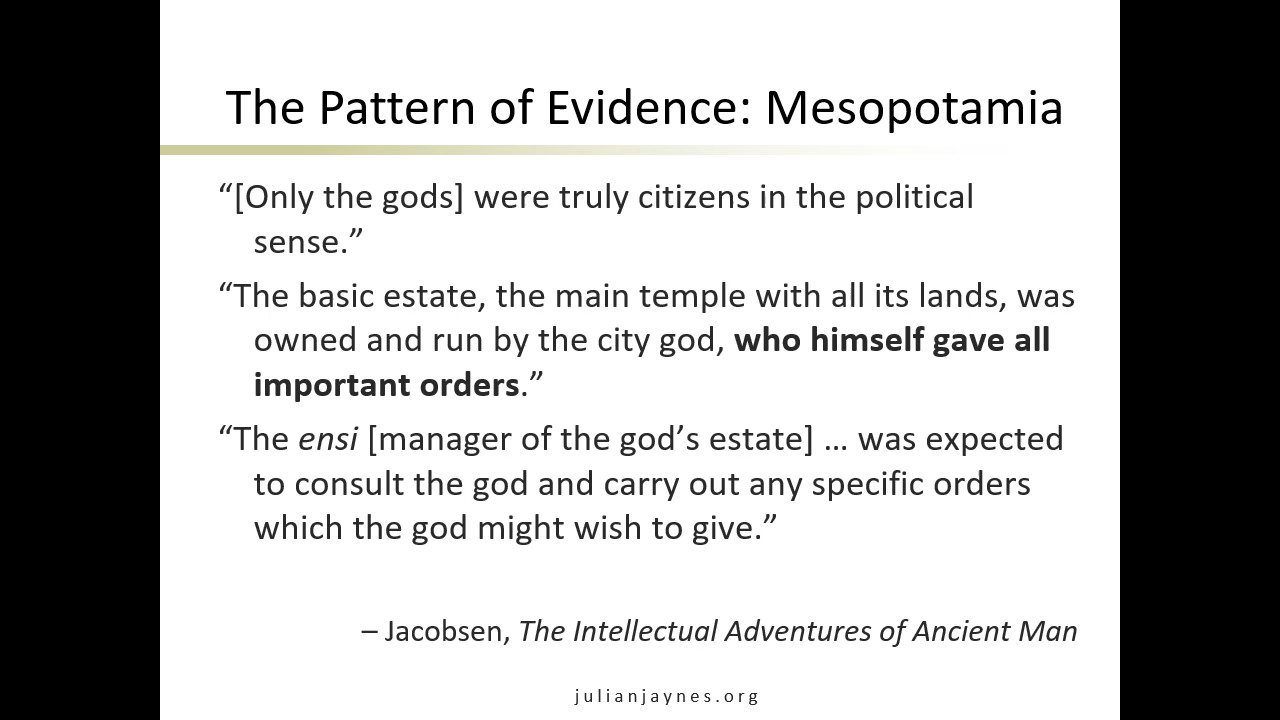 The Pattern of Evidence: Mesopotamia
“[Only the gods] were truly citizens in the political
sense.”
“The basic estate, the main temple with all its lands, was
owned and run by the city god, who himself gave all
important orders.”
“The ensi [manager of the god’s estate] … was expected
to consult the god and carry out any specific orders
which the god might wish to give.”
– Jacobsen, The Intellectual Adventures of Ancient Man
julianjaynes.org